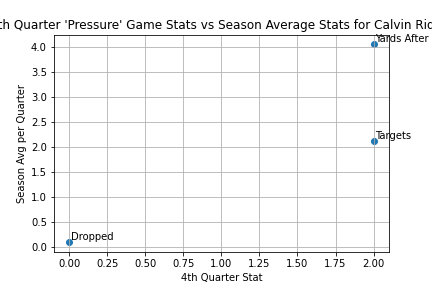 th Quarter 'Pressure' Game Stats vs Season Average Stats for Calvin Rid
Yards After
4.0
3.5
3.0
2.5
Targets
2.0
1.5
1.0
0.5
Dropped
0.0
Season Avg per Quarter
0.00 0.25 0.50 0.75 1.00 1.25 1.50 1.75 2.00
4th Quarter Stat